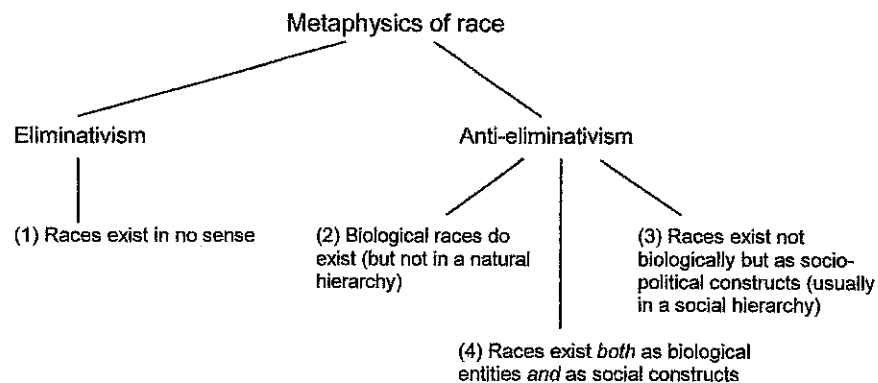 Metaphysics of race
Eliminativism
Anti-eliminativism
(1) Races exist in no sense
(2) Biological races do
exist (but not in a natural
hierarchy)
(3) Races exist not
biologically but as socio-
political constructs (usually
in a social hierarchy)
(4) Races exist both as biological
entities and as social constructs